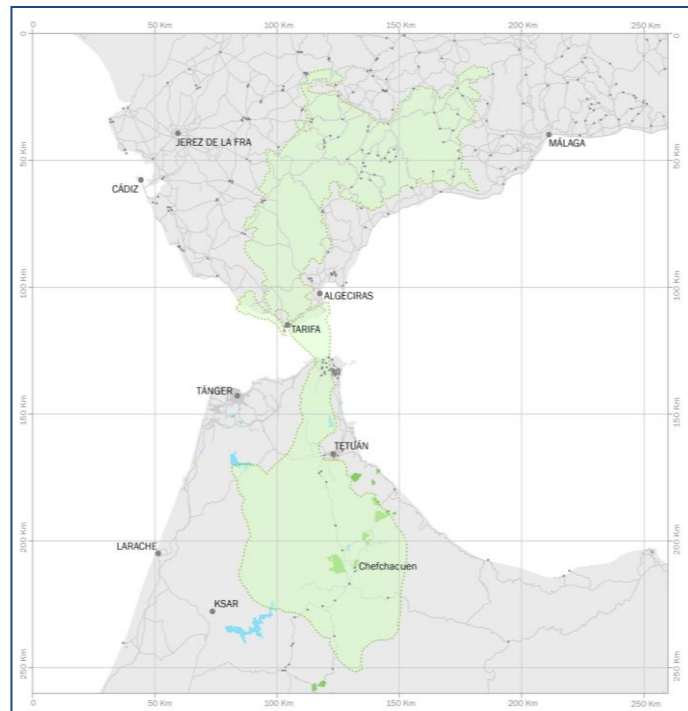 0 50 Km 100 Km 150 Km 200 Km 250 Km
0 0
JEREZ DE LA FRA
MÁLAGA
50 Km 50 Km
CÁDIZ
100 Km 100 Km
ALGECIRAS
TARIFA
TÁNGER
150 Km 150 Km
TETUÁN
200 Km 200 Km
LARACHE
Chefchacuen
KSAR
250 Km 250 Km
50 Km 100 Km 150 Km 200 Km 250 Km